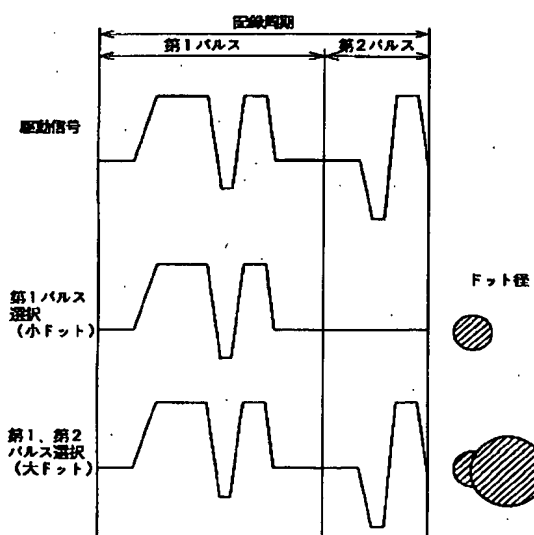 記録周期
第1パルス
第2パルス
駆動信号
第1パルス
選択
(小ドット)
ドット径
第1、第2
パルス選択
(大ドット)